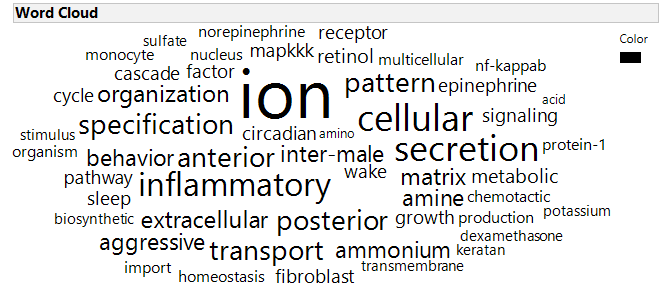 Word Cloud
norepinephrine receptor
sulfate
Color
monocyte nucleus mapkkk retinol multicellular
cascade factor nf-kappab
cycle organization ion pattern epinephrine
acid
specification circadian amino cellular signaling
stimulus
organism behavior anterior inter-male secretion protein-1
pathway inflammatory wake matrix metabolic
sleep amine chemotactic
biosynthetic extracellular posterior growth production potassium
aggressive transport ammonium dexamethasone
keratan
import homeostasis fibroblast transmembrane